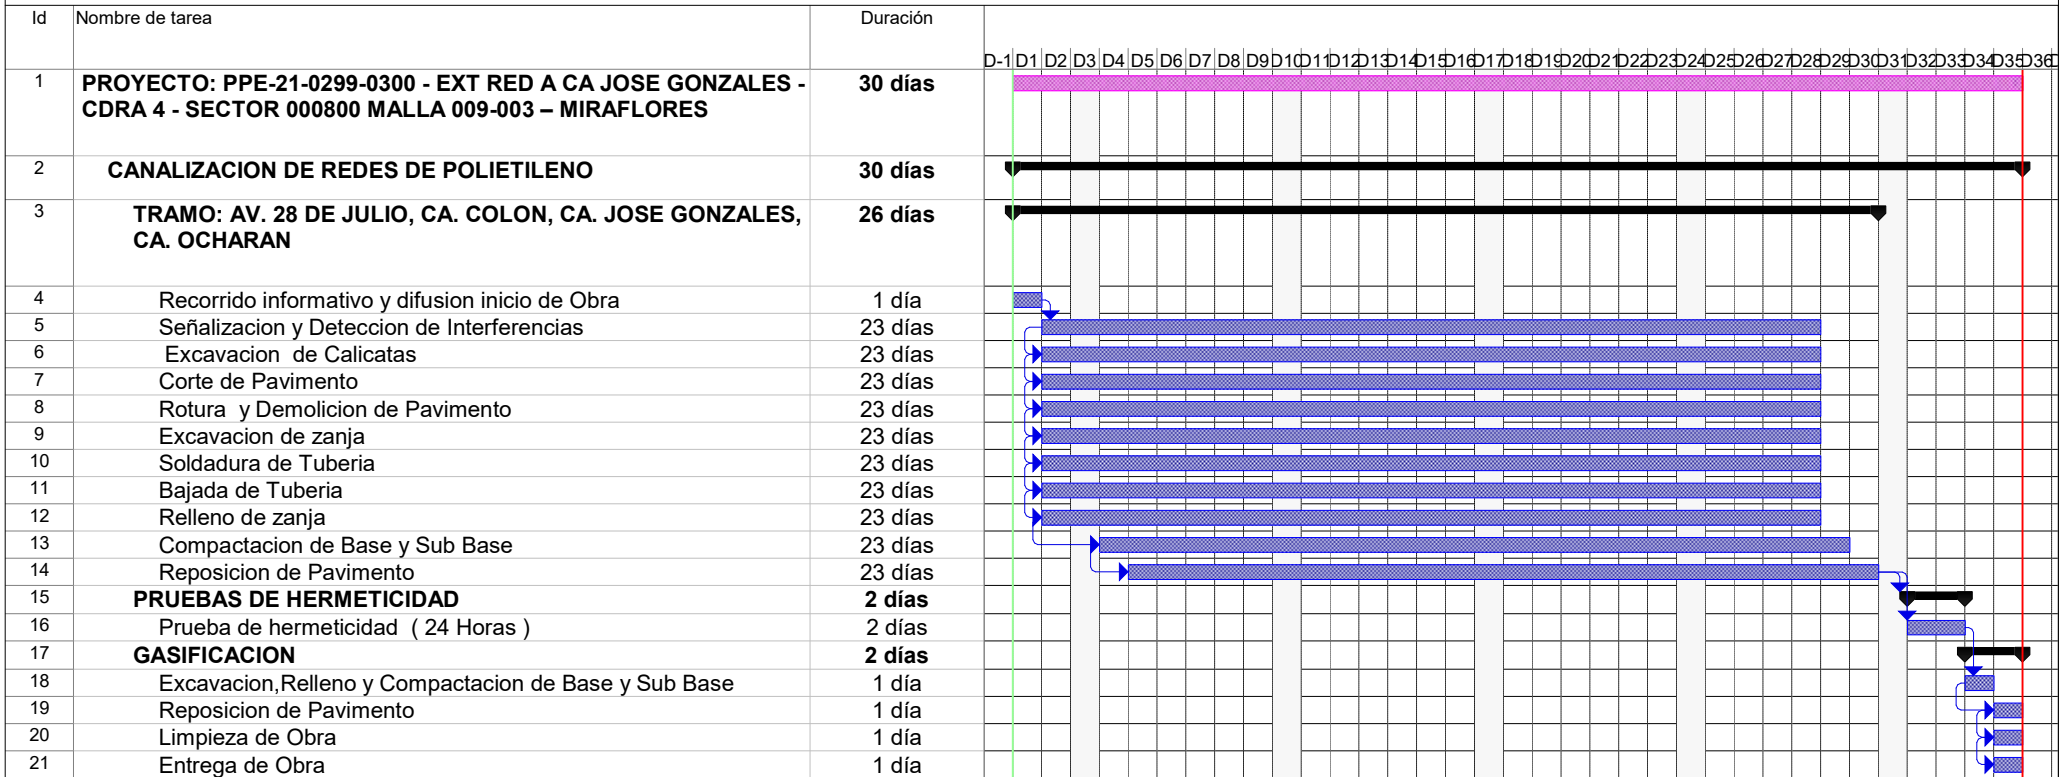 Id Nombre de tarea Duración
D-1 D1 D2 D3 D4 D5 D6 D7 D8 D9 D10 D11 D12 D13 D14 D15 D16 D17 D18 D19 D20 D21 D22 D23 D24 D25 D26 D27 D28 D29 D30 D31 D32 D33 D34 D35 D36
1 PROYECTO: PPE-21-0299-0300 - EXT RED A CA JOSE GONZALES - 30 días
CDRA 4 - SECTOR 000800 MALLA 009-003 – MIRAFLORES
2 CANALIZACION DE REDES DE POLIETILENO 30 días
3 TRAMO: AV. 28 DE JULIO, CA. COLON, CA. JOSE GONZALES, 26 días
CA. OCHARAN
4 Recorrido informativo y difusion inicio de Obra 1 día
5 Señalizacion y Deteccion de Interferencias 23 días
6 Excavacion de Calicatas 23 días
7 Corte de Pavimento 23 días
8 Rotura y Demolicion de Pavimento 23 días
9 Excavacion de zanja 23 días
10 Soldadura de Tuberia 23 días
11 Bajada de Tuberia 23 días
12 Relleno de zanja 23 días
13 Compactacion de Base y Sub Base 23 días
14 Reposicion de Pavimento 23 días
15 PRUEBAS DE HERMETICIDAD 2 días
16 Prueba de hermeticidad ( 24 Horas ) 2 días
17 GASIFICACION 2 días
18 Excavacion,Relleno y Compactacion de Base y Sub Base 1 día
19 Reposicion de Pavimento 1 día
20 Limpieza de Obra 1 día
21 Entrega de Obra 1 día